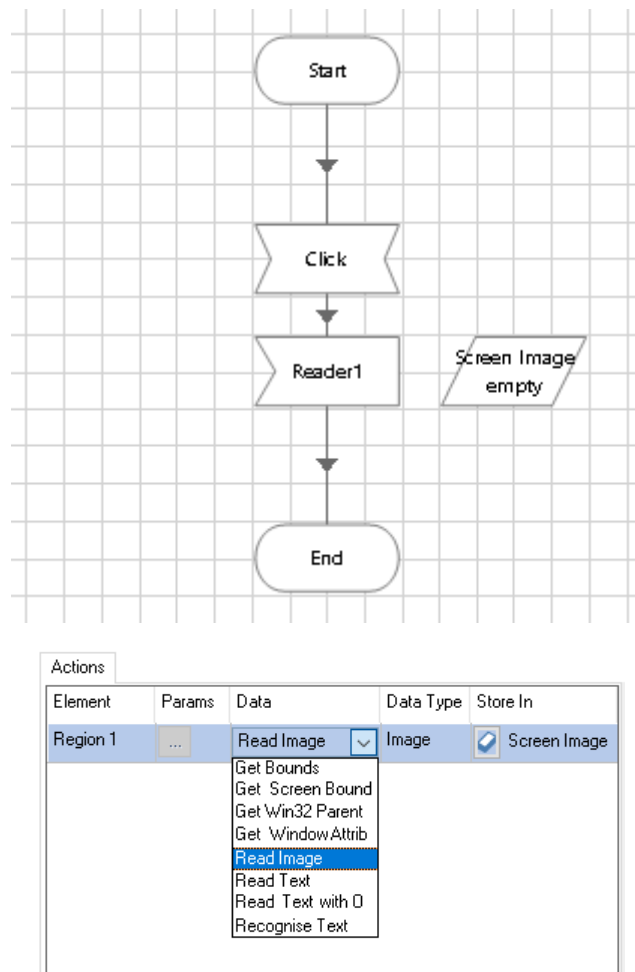 Start
Click
Reader1
Screen Image
empty
End
Actions
Element Params Data Data Type Store In
Region 1 ... Read Image Image Screen Image
Get Bounds
Get Screen Bound
Get Win32 Parent
Get Window Attrib
Read Image
Read Text
Read Text with O
Recognise Text